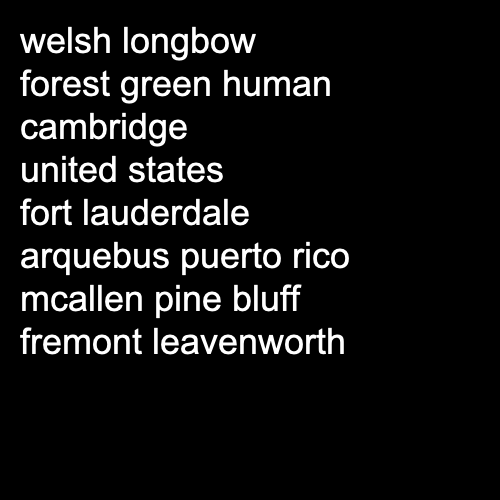 welsh longbow
forest green human
cambridge
united states
fort lauderdale
arquebus puerto rico
mcallen pine bluff
fremont leavenworth